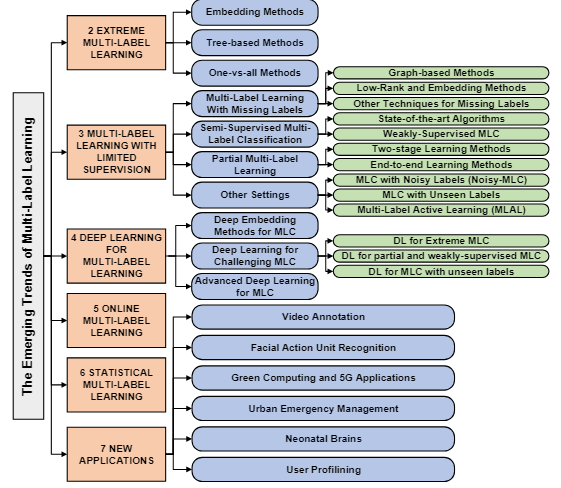 The Emerging Trends of Multi-Label Learning
2 EXTREME
MULTI-LABEL
LEARNING
Embedding Methods
Tree-based Methods
One-vs-all Methods
3 MULTI-LABEL
LEARNING WITH
LIMITED
SUPERVISION
Multi-Label Learning
With Missing Labels
Graph-based Methods
Low-Rank and Embedding Methods
Other Techniques for Missing Labels
Semi-Supervised Multi-
Label Classification
State-of-the-art Algorithms
Weakly-Supervised MLC
Partial Multi-Label
Learning
Two-stage Learning Methods
End-to-end Learning Methods
Other Settings
MLC with Noisy Labels (Noisy-MLC)
MLC with Unseen Labels
Multi-Label Active Learning (MLAL)
4 DEEP LEARNING
FOR
MULTI-LABEL
LEARNING
Deep Embedding
Methods for MLC
Deep Learning for
Challenging MLC
DL for Extreme MLC
DL for partial and weakly-supervised MLC
DL for MLC with unseen labels
Advanced Deep Learning
for MLC
5 ONLINE
MULTI-LABEL
LEARNING
6 STATISTICAL
MULTI-LABEL
LEARNING
7 NEW
APPLICATIONS
Video Annotation
Facial Action Unit Recognition
Green Computing and 5G Applications
Urban Emergency Management
Neonatal Brains
User Profilining